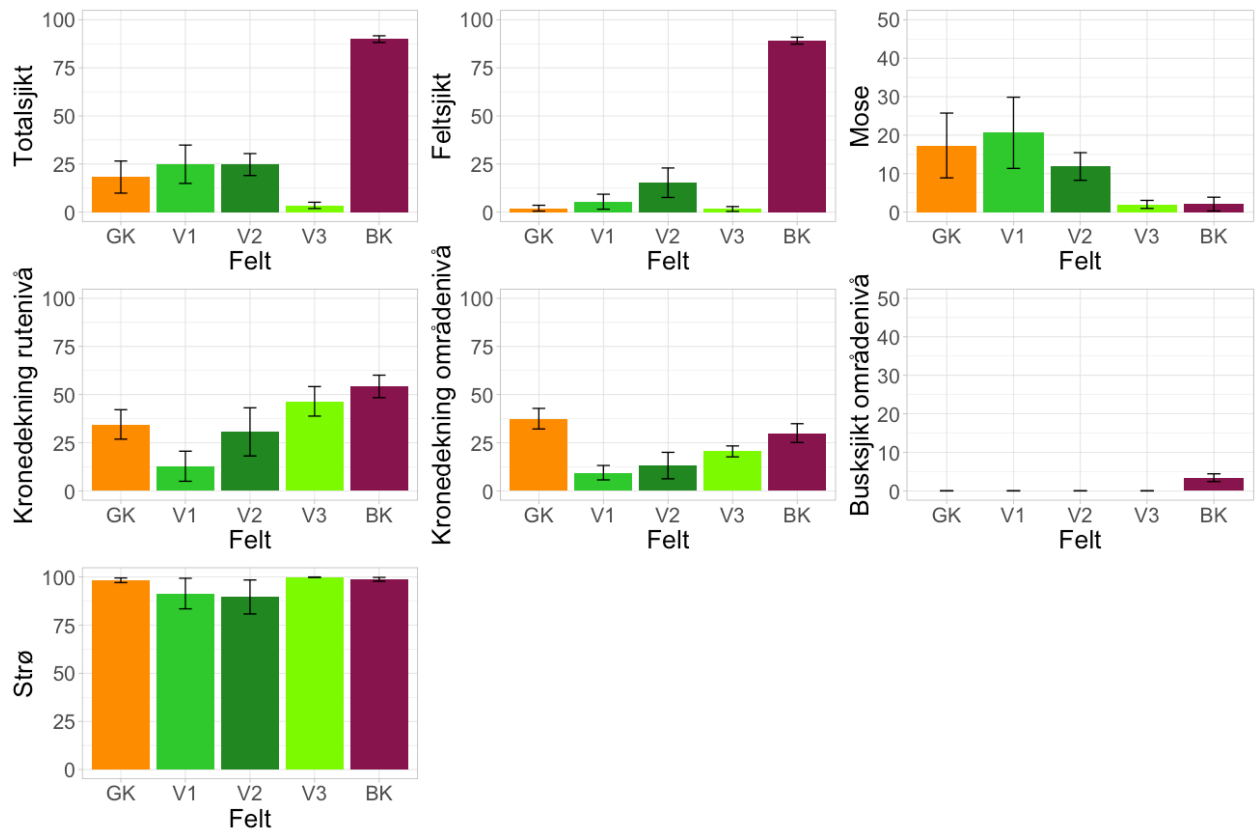 Totalsjikt
100
75
50
25
0
GK V1 V2 V3 BK
Felt
Feltsjikt
100
75
50
25
0
GK V1 V2 V3 BK
Felt
Mose
50
40
30
20
10
0
GK V1 V2 V3 BK
Felt
Kronedekning rutenivå
100
75
50
25
0
GK V1 V2 V3 BK
Felt
Kronedekning områdenivå
100
75
50
25
0
GK V1 V2 V3 BK
Felt
Busksjikt områdenivå
50
40
30
20
10
0
GK V1 V2 V3 BK
Felt
Strø
100
75
50
25
0
GK V1 V2 V3 BK
Felt